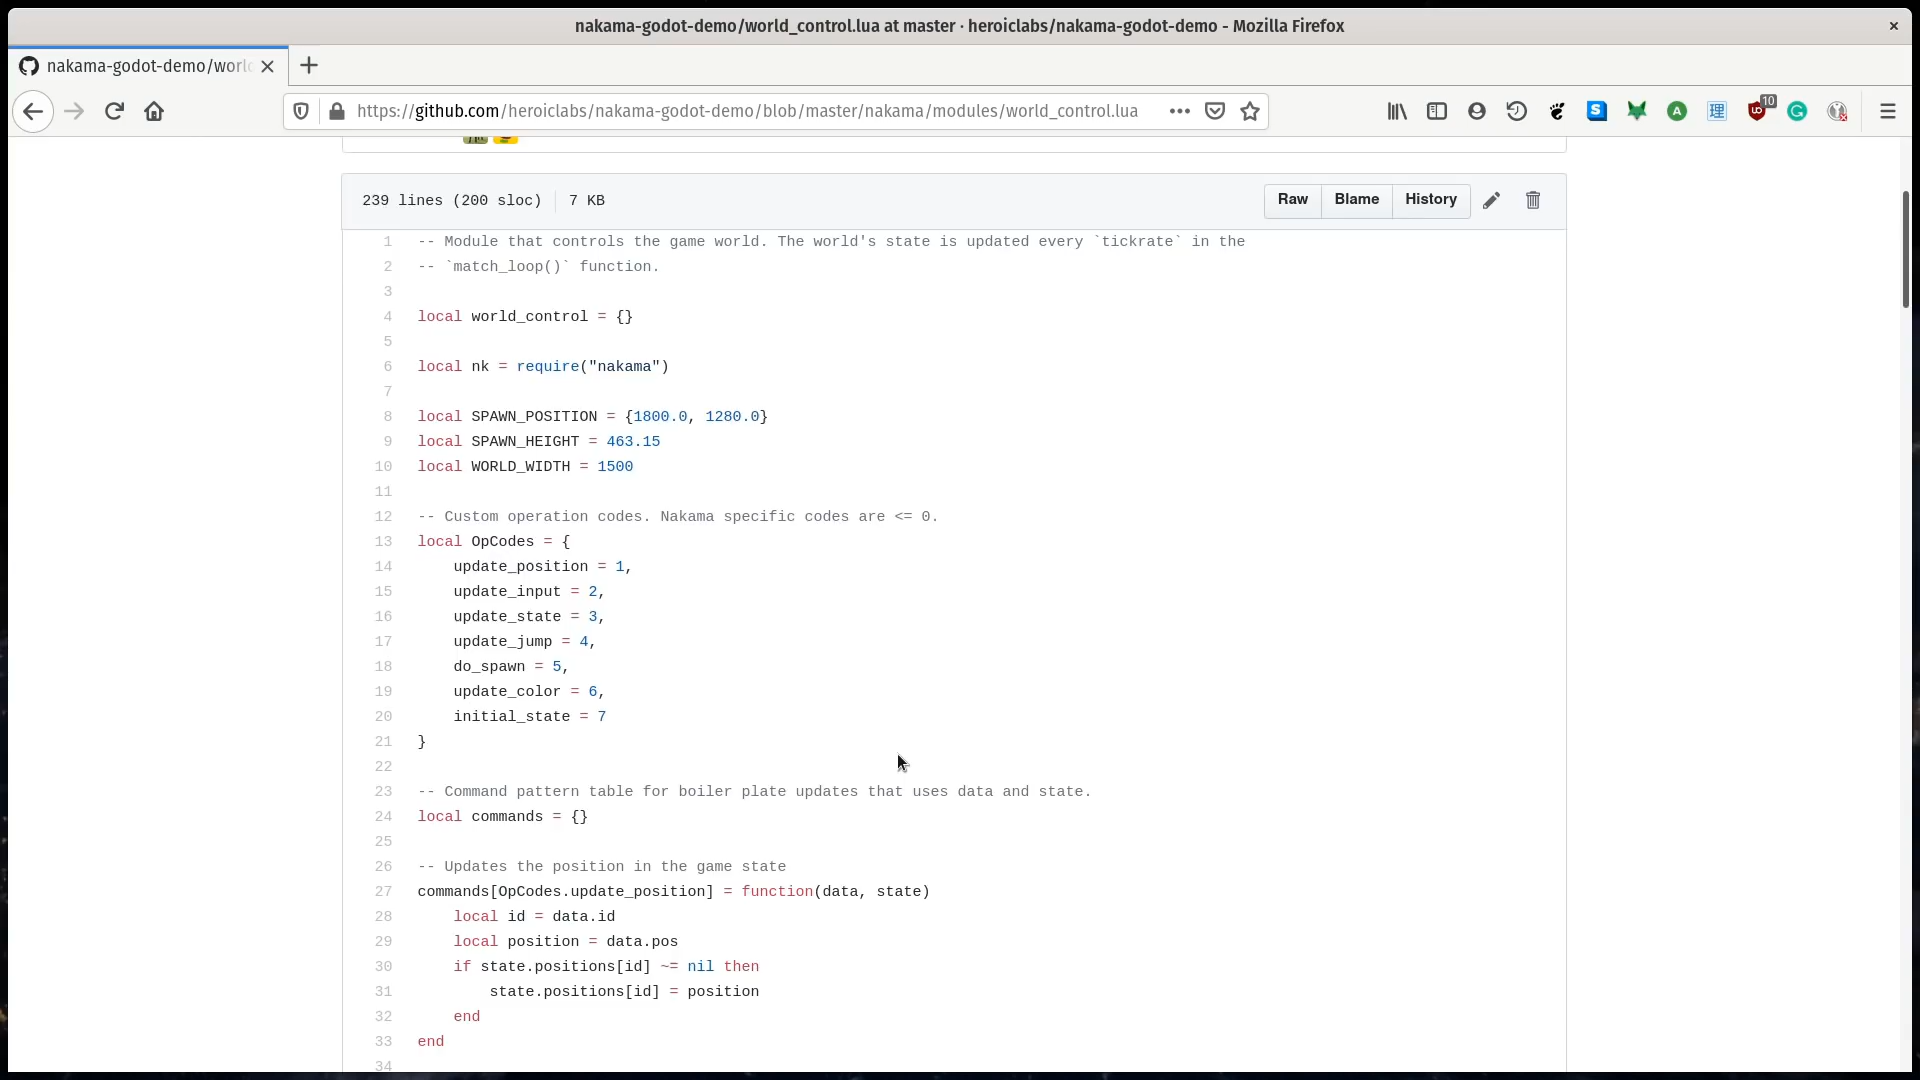 nakama-godot-demo/world_control.lua at master · heroiclabs/nakama-godot-demo - Mozilla Firefox
nakama-godot-demo/worl
https://github.com/heroiclabs/nakama-godot-demo/blob/master/nakama/modules/world_control.lua
10
239 lines (200 sloc) 7 KB
Raw Blame History
1 -- Module that controls the game world. The world's state is updated every `tickrate` in the
2 -- `match_loop()` function.
3
4 local world_control = {}
5
6 local nk = require("nakama")
7
8 local SPAWN_POSITION = {1800.0, 1280.0}
9 local SPAWN_HEIGHT = 463.15
10 local WORLD_WIDTH = 1500
11
12 -- Custom operation codes. Nakama specific codes are <= 0.
13 local OpCodes = {
14 update_position = 1,
15 update_input = 2,
16 update_state = 3,
17 update_jump = 4,
18 do_spawn = 5,
19 update_color = 6,
20 initial_state = 7
21 }
22
23 -- Command pattern table for boiler plate updates that uses data and state.
24 local commands = {}
25
26 -- Updates the position in the game state
27 commands[OpCodes.update_position] = function(data, state)
28 local id = data.id
29 local position = data.pos
30 if state.positions[id] ~= nil then
31 state.positions[id] = position
32 end
33 end
34